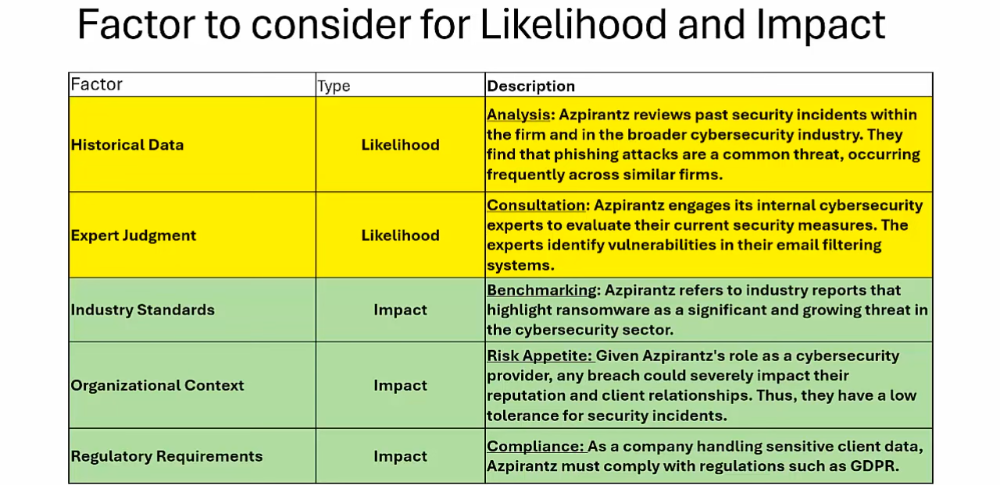 Factor to consider for Likelihood and Impact
Factor
Type
Description
Historical Data
Likelihood
Analysis: Azpirantz reviews past security incidents within
the firm and in the broader cybersecurity industry. They
find that phishing attacks are a common threat, occurring
frequently across similar firms.
Expert Judgment
Likelihood
Consultation: Azpirantz engages its internal cybersecurity
experts to evaluate their current security measures. The
experts identify vulnerabilities in their email filtering
systems.
Industry Standards
Impact
Benchmarking: Azpirantz refers to industry reports that
highlight ransomware as a significant and growing threat in
the cybersecurity sector.
Organizational Context
Impact
Risk Appetite: Given Azpirantz's role as a cybersecurity
provider, any breach could severely impact their
reputation and client relationships. Thus, they have a low
tolerance for security incidents.
Regulatory Requirements
Impact
Compliance: As a company handling sensitive client data,
Azpirantz must comply with regulations such as GDPR.